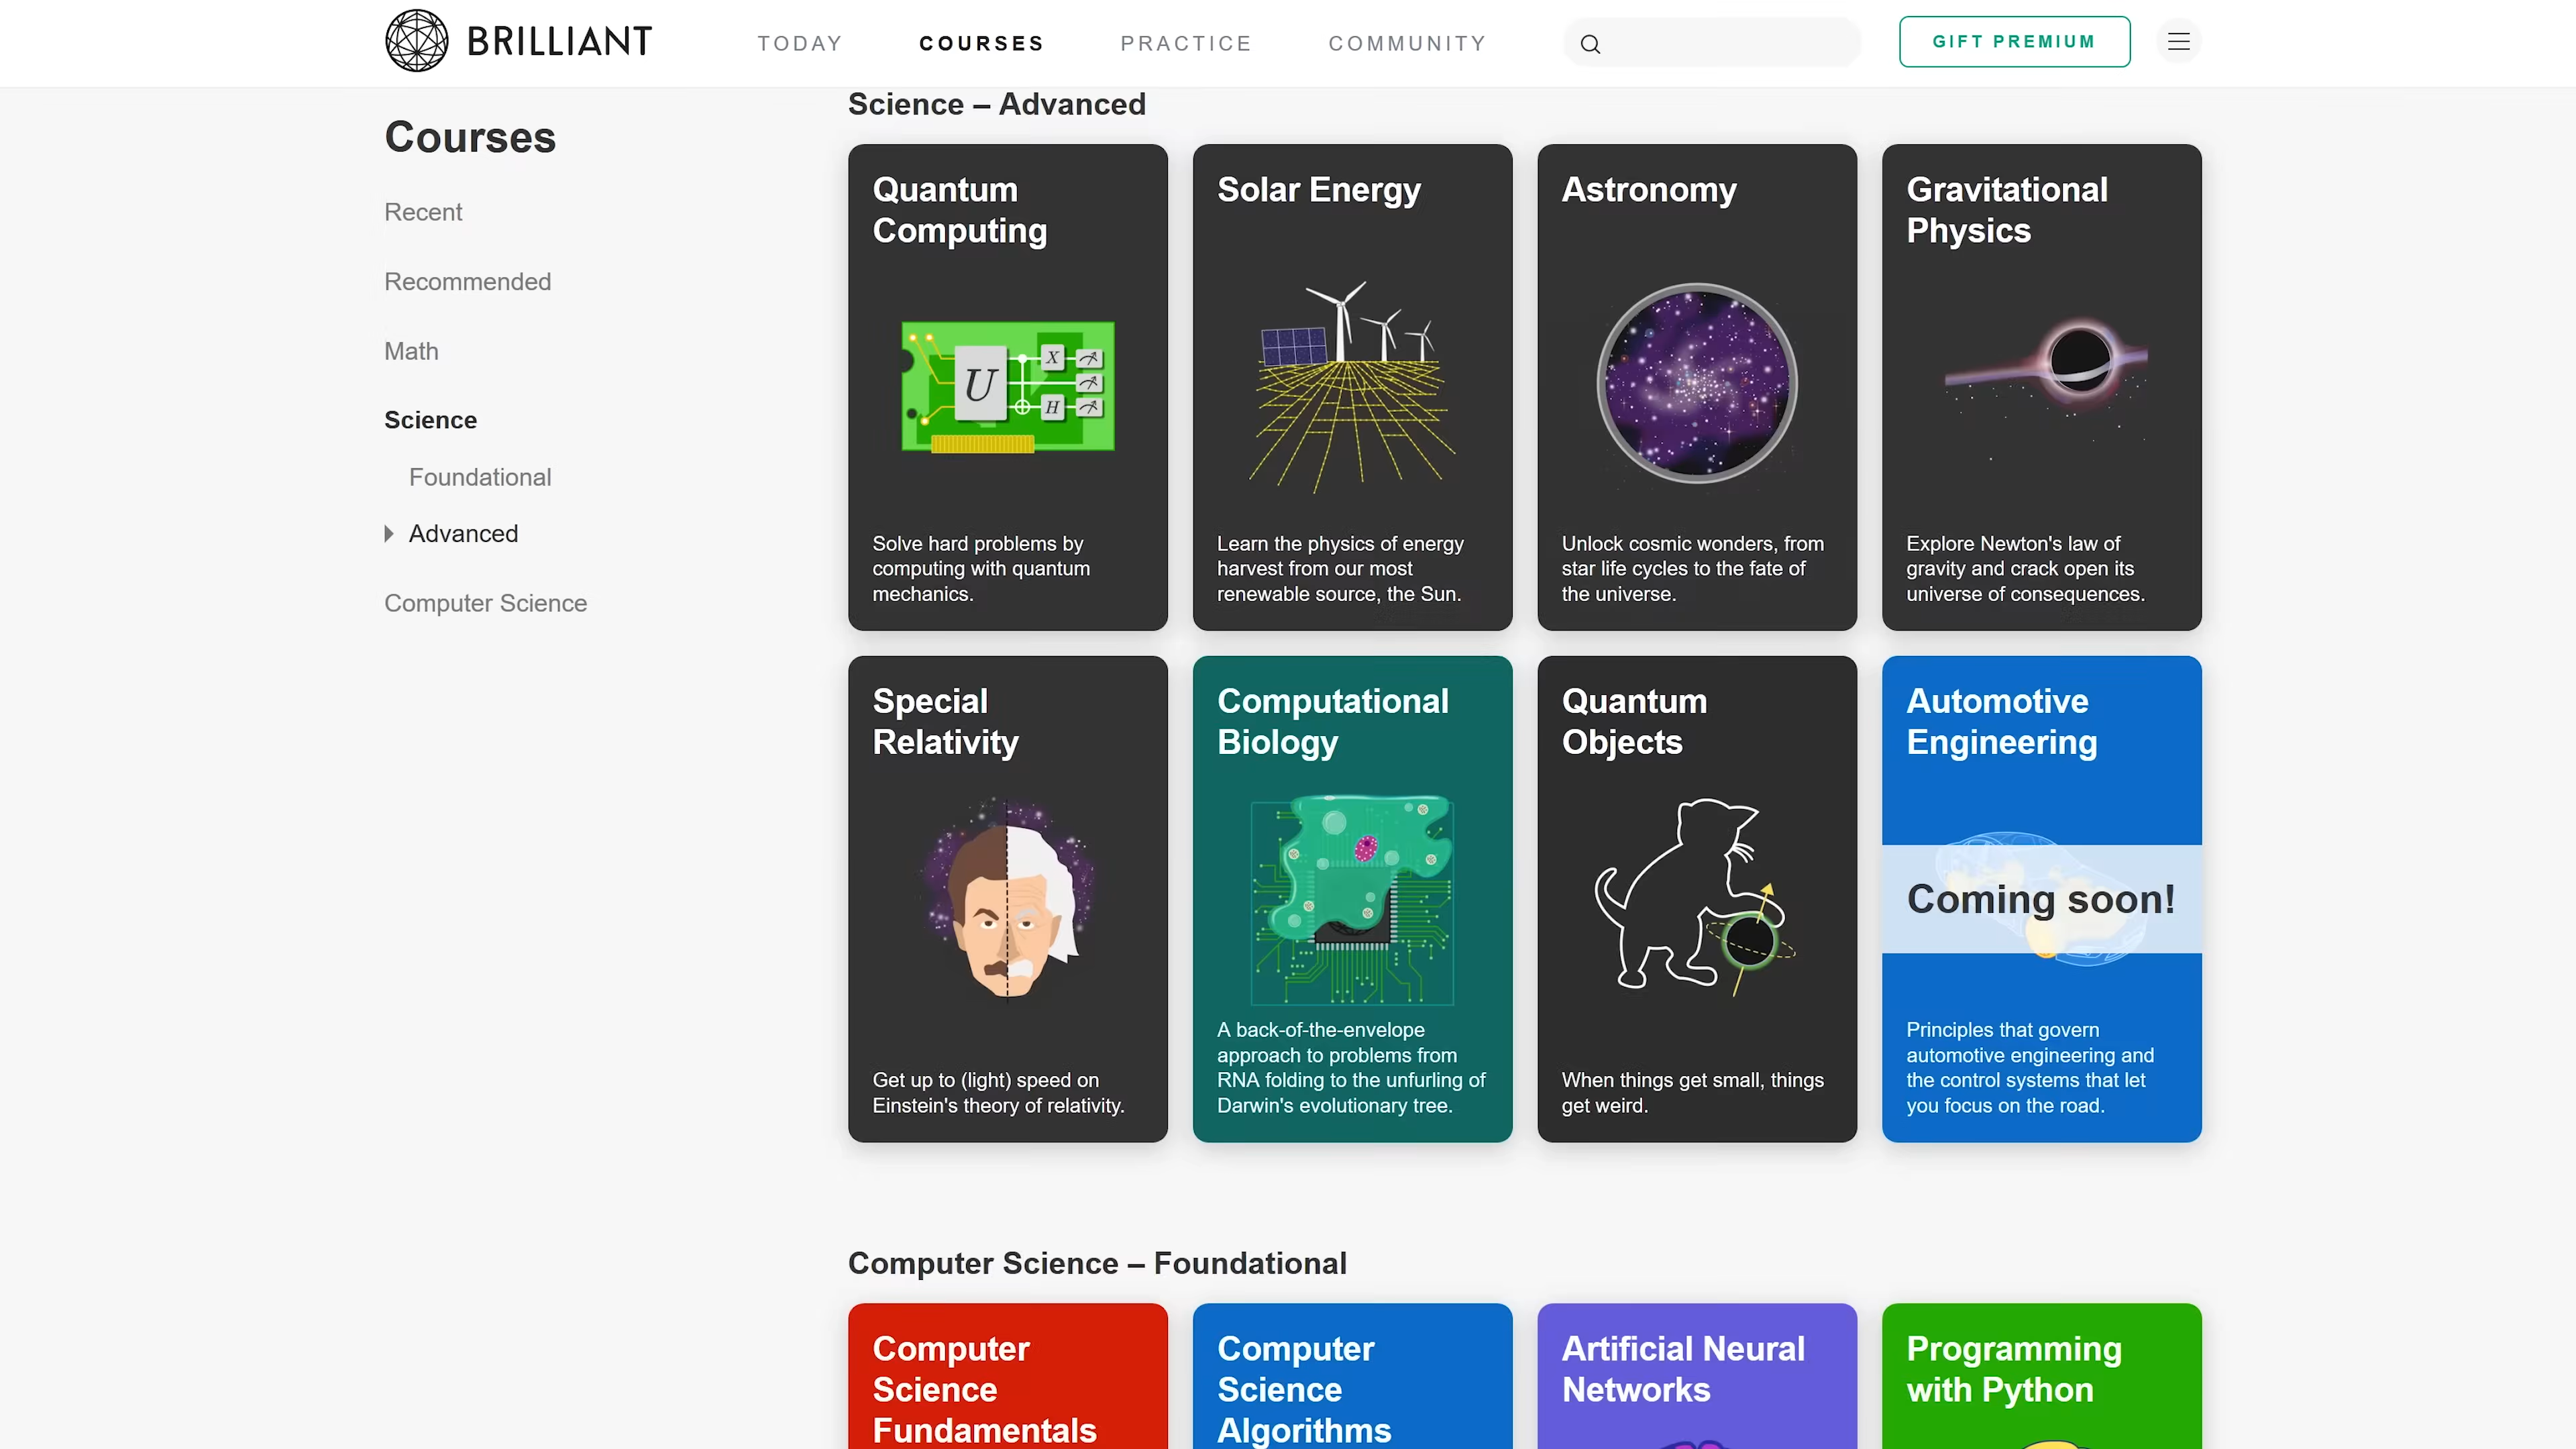 BRILLIANT
TODAY
COURSES
PRACTICE
COMMUNITY
GIFT PREMIUM
Courses
Recent
Recommended
Math
Science
Foundational
Advanced
Computer Science
Science – Advanced
Quantum
Computing
U
X
H
Solve hard problems by
computing with quantum
mechanics.
Solar Energy
Learn the physics of energy
harvest from our most
renewable source, the Sun.
Astronomy
Unlock cosmic wonders, from
star life cycles to the fate of
the universe.
Gravitational
Physics
Explore Newton's law of
gravity and crack open its
universe of consequences.
Special
Relativity
Get up to (light) speed on
Einstein's theory of relativity.
Computational
Biology
A back-of-the-envelope
approach to problems from
RNA folding to the unfurling of
Darwin's evolutionary tree.
Quantum
Objects
When things get small, things
get weird.
Automotive
Engineering
Coming soon!
Principles that govern
automotive engineering and
the control systems that let
you focus on the road.
Computer Science – Foundational
Computer
Science
Fundamentals
Computer
Science
Algorithms
Artificial Neural
Networks
Programming
with Python